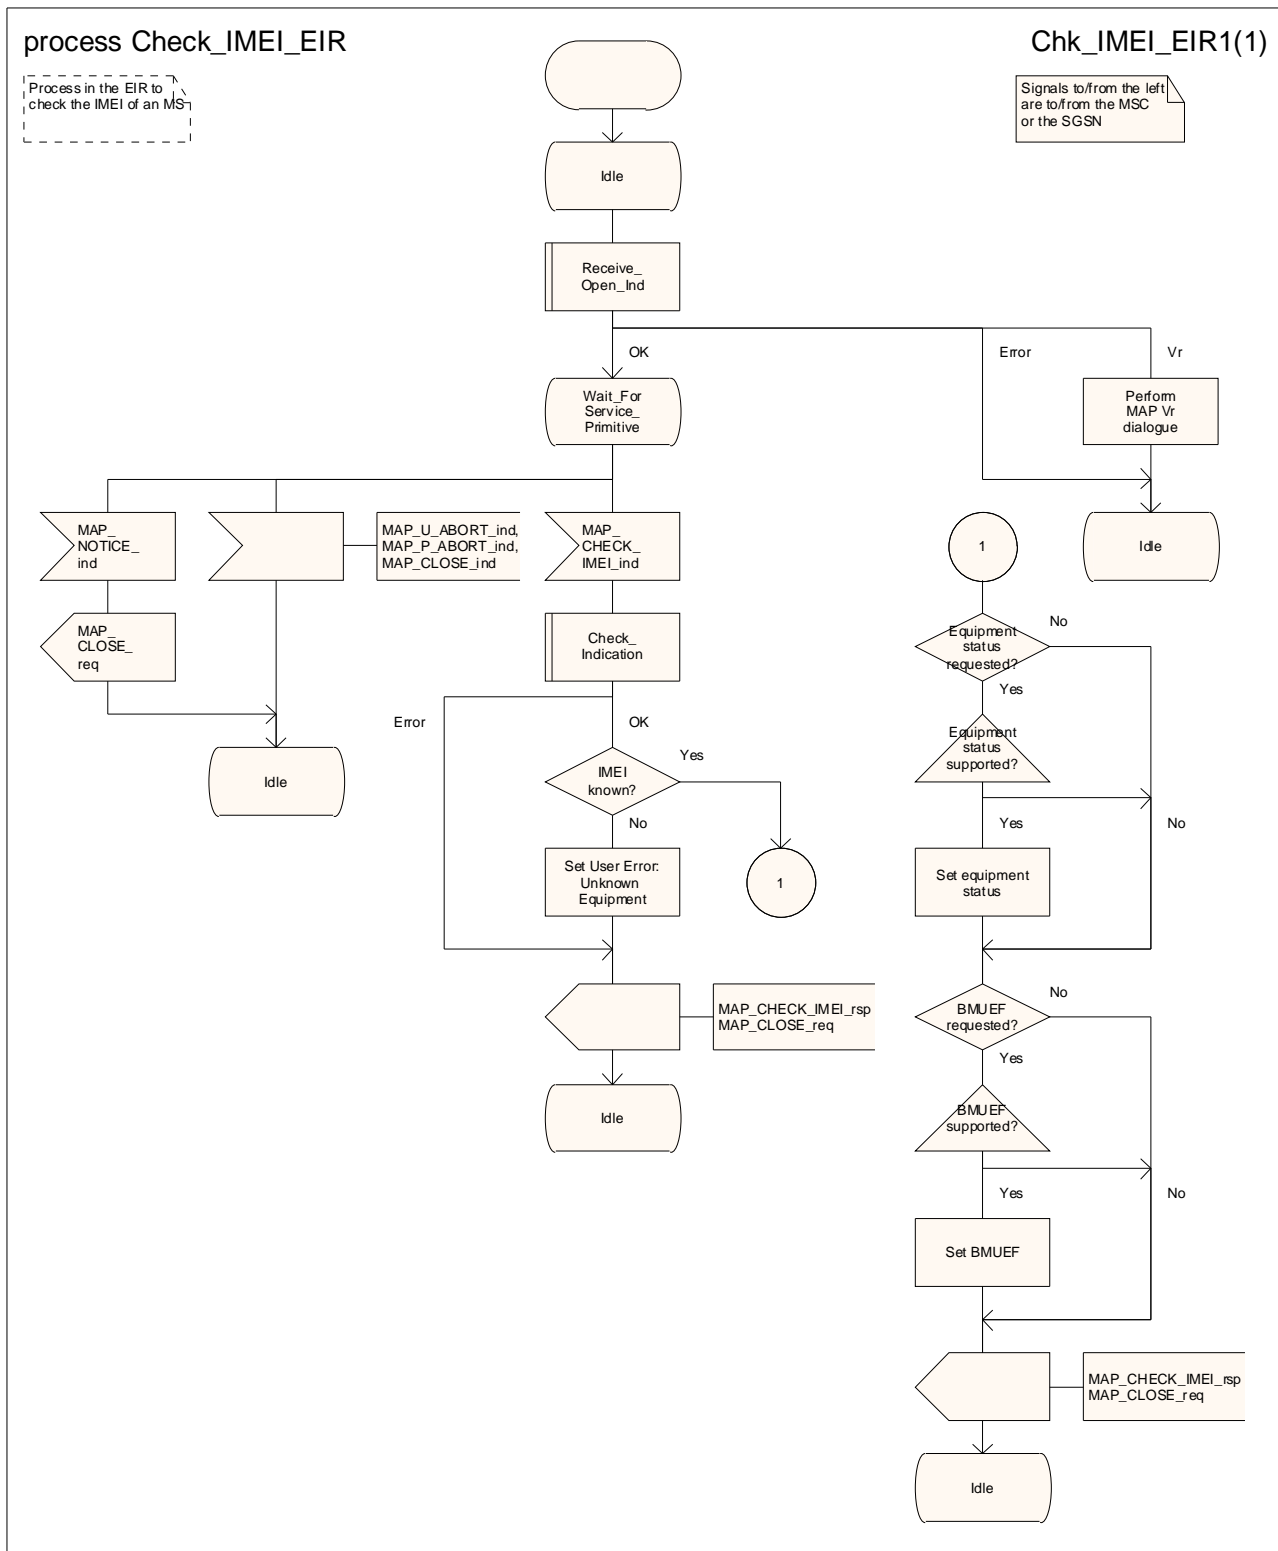 process Check_IMEI_EIR
Chk_IMEI_EIR1(1)
Process in the EIR to
check the IMEI of an MS
Signals to/from the left
are to/from the MSC
or the SGSN
Idle
Receive_
Open_Ind
OK
Error
Vr
Wait_For
Service_
Primitive
Perform
MAP Vr
dialogue
MAP_
NOTICE_
ind
MAP_U_ABORT_ind,
MAP_P_ABORT_ind,
MAP_CLOSE_ind
MAP_
CHECK_
IMEI_ind
1
Idle
MAP_
CLOSE_
req
Check_
Indication
Equipment
status
requested?
No
Yes
Error
OK
Idle
IMEI
known?
Yes
No
Equipment
status
supported?
Yes
No
Set User Error:
Unknown
Equipment
1
Set equipment
status
MAP_CHECK_IMEI_rsp
MAP_CLOSE_req
BMUEF
requested?
No
Yes
Idle
BMUEF
supported?
Yes
No
Set BMUEF
MAP_CHECK_IMEI_rsp
MAP_CLOSE_req
Idle